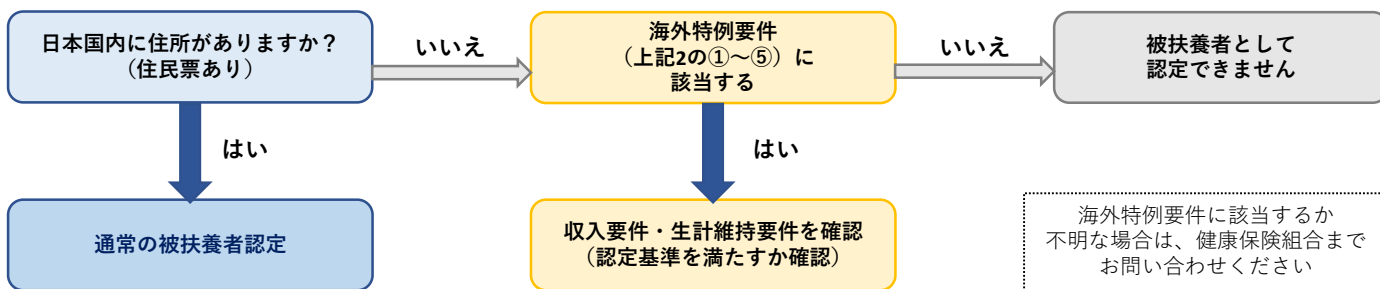 日本国内に住所がありますか？
（住民票あり）
いいえ
海外特例要件
（上記2の①～⑤）に
該当する
いいえ
被扶養者として
認定できません
はい
はい
通常の被扶養者認定
収入要件・生計維持要件を確認
（認定基準を満たすか確認）
海外特例要件に該当するか
不明な場合は、健康保険組合まで
お問い合わせください